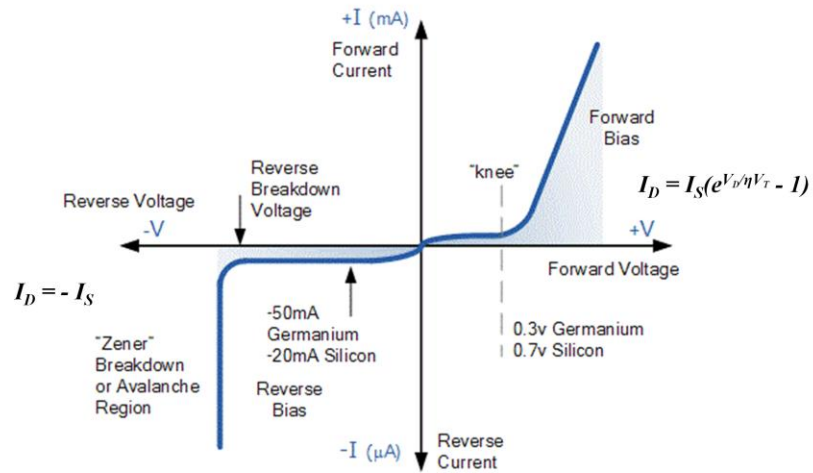 +I (mA)
Forward
Current
Forward
Bias
"knee"
I_D = I_S(e^{V_D/ηV_T} - 1)
Reverse
Breakdown
Voltage
Reverse Voltage
-V
+V
Forward Voltage
I_D = - I_S
-50mA
Germanium
-20mA Silicon
0.3v Germanium
0.7v Silicon
"Zener"
Breakdown
or Avalanche
Region
Reverse
Bias
-I (µA)
Reverse
Current